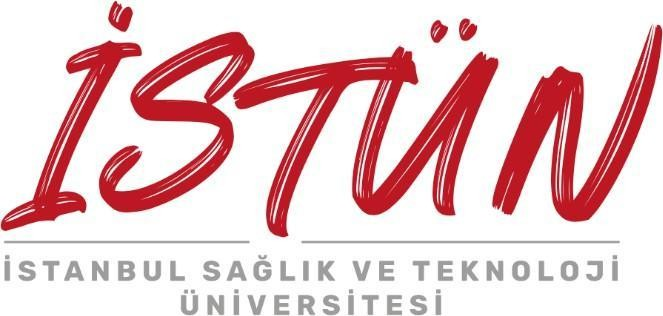 İSTÜN
İSTANBUL SAĞLIK VE TEKNOLOJİ
ÜNİVERSİTESİ